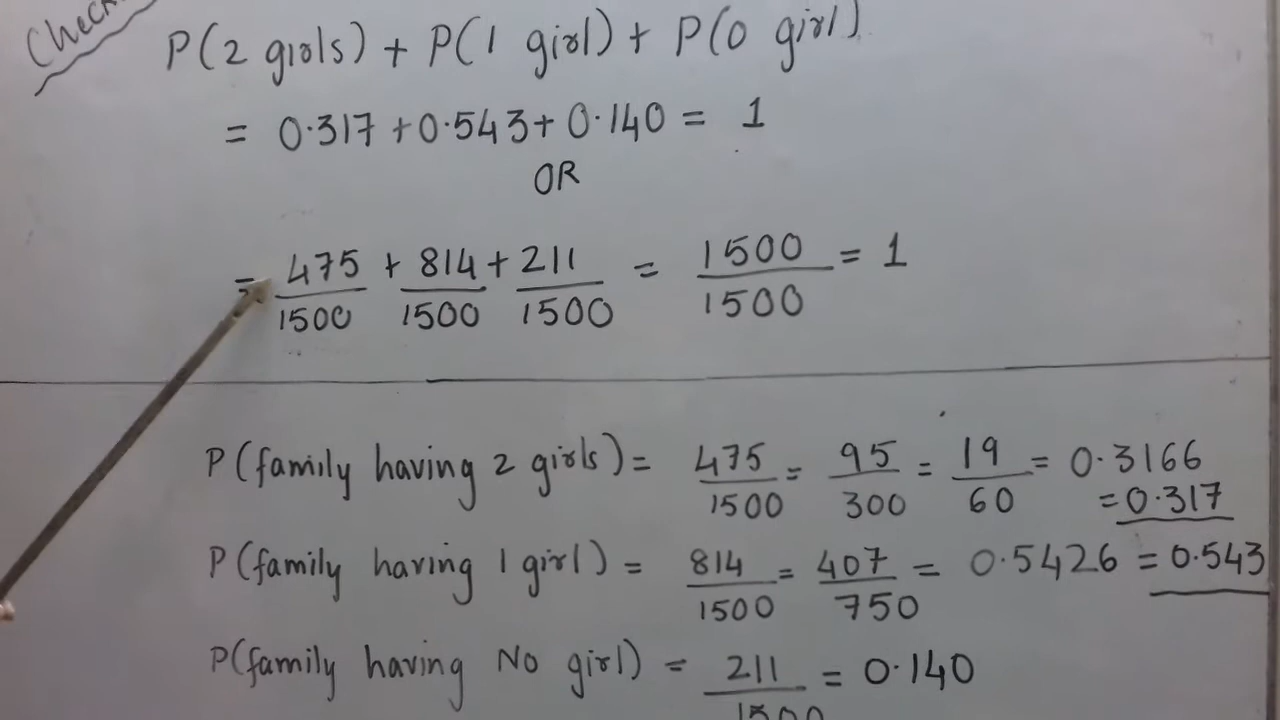 Check
P(2 girls) + P(1 girl) + P(0 girl)
= 0.317 + 0.543 + 0.140 = 1
OR
= 475/1500 + 814/1500 + 211/1500 = 1500/1500 = 1
P(family having 2 girls) = 475/1500 = 95/300 = 19/60 = 0.3166
= 0.317
P(family having 1 girl) = 814/1500 = 407/750 = 0.5426 = 0.543
P(family having No girl) = 211/1500 = 0.140